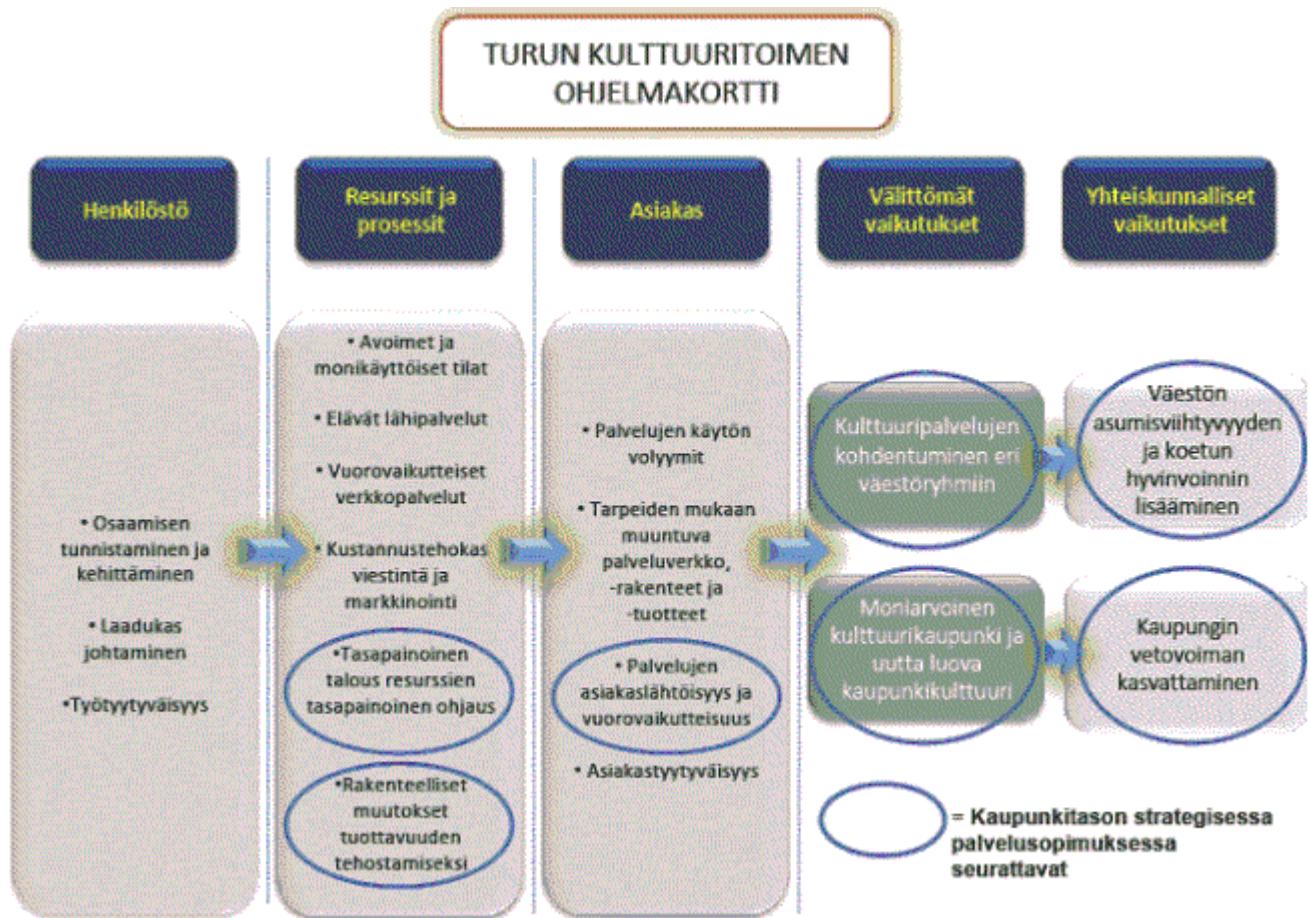 TURUN KULTTUURITOIMEN
OHJELMAKORTTI
Henkilöstö
Resurssit ja
prosessit
Asiakas
Välittömät
vaikutukset
Yhteiskunnalliset
vaikutukset
• Osaamisen
tunnistaminen ja
kehittäminen
• Laadukas
johtaminen
•Työtyytyväisyys
• Avoimet ja
monikäyttöiset tilat
• Elävät lähipalvelut
• Vuorovaikutteiset
verkkopalvelut
• Kustannustehokas
viestintä ja
markkinointi
•Tasapainoinen
talous resurssien
tasapainoinen ohjaus
•Rakenteelliset
muutokset
tuottavuuden
tehostamiseksi
• Palvelujen käytön
volyymit
• Tarpeiden mukaan
muuntuva
palveluverkko,
-rakenteet ja
-tuotteet
• Palvelujen
asiakaslähtöisyys ja
vuorovaikutteisuus
• Asiakastyytyväisyys
Kulttuuripalvelujen
kohdentuminen eri
väestöryhmiin
Moniarvoinen
kulttuurikaupunki ja
uutta luova
kaupunkikulttuuri
Väestön
asumisviihtyvyyden
ja koetun
hyvinvoinnin
lisääminen
Kaupungin
vetovoiman
kasvattaminen
= Kaupunkitason strategisessa
palvelusopimuksessa
seurattavat